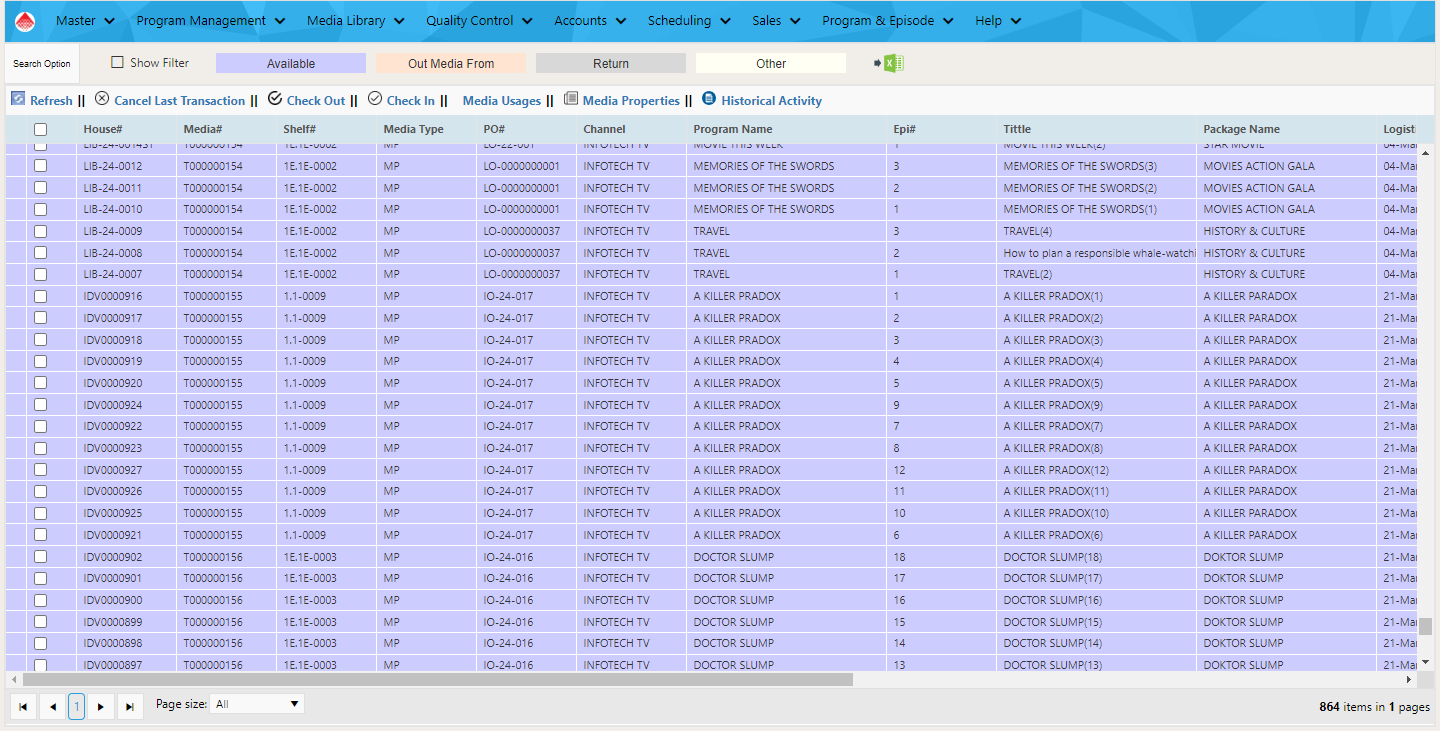 Master Program Management Media Library Quality Control Accounts Scheduling Sales Program & Episode Help
Search Option Show Filter Available Out Media From Return Other
Refresh || Cancel Last Transaction || Check Out || Check In || Media Usages || Media Properties || Historical Activity
House# Media# Shelf# Media Type PO# Channel Program Name Epi# Tittle Package Name Logisti
LIB-24-001431 T000000154 1E.1E-0002 MP LO-22-001 INFOTECH TV MOVIE THIS WEEK 1 MOVIE THIS WEEK(2) STAR MOVIE 04-Mar
LIB-24-0012 T000000154 1E.1E-0002 MP LO-0000000001 INFOTECH TV MEMORIES OF THE SWORDS 3 MEMORIES OF THE SWORDS(3) MOVIES ACTION GALA 04-Mar
LIB-24-0011 T000000154 1E.1E-0002 MP LO-0000000001 INFOTECH TV MEMORIES OF THE SWORDS 2 MEMORIES OF THE SWORDS(2) MOVIES ACTION GALA 04-Mar
LIB-24-0010 T000000154 1E.1E-0002 MP LO-0000000001 INFOTECH TV MEMORIES OF THE SWORDS 1 MEMORIES OF THE SWORDS(1) MOVIES ACTION GALA 04-Mar
LIB-24-0009 T000000154 1E.1E-0002 MP LO-0000000037 INFOTECH TV TRAVEL 3 TRAVEL(4) HISTORY & CULTURE 04-Mar
LIB-24-0008 T000000154 1E.1E-0002 MP LO-0000000037 INFOTECH TV TRAVEL 2 How to plan a responsible whale-watchi HISTORY & CULTURE 04-Mar
LIB-24-0007 T000000154 1E.1E-0002 MP LO-0000000037 INFOTECH TV TRAVEL 1 TRAVEL(2) HISTORY & CULTURE 04-Mar
IDV0000916 T000000155 1.1-0009 MP IO-24-017 INFOTECH TV A KILLER PRADOX 1 A KILLER PRADOX(1) A KILLER PARADOX 21-Mar
IDV0000917 T000000155 1.1-0009 MP IO-24-017 INFOTECH TV A KILLER PRADOX 2 A KILLER PRADOX(2) A KILLER PARADOX 21-Mar
IDV0000918 T000000155 1.1-0009 MP IO-24-017 INFOTECH TV A KILLER PRADOX 3 A KILLER PRADOX(3) A KILLER PARADOX 21-Mar
IDV0000919 T000000155 1.1-0009 MP IO-24-017 INFOTECH TV A KILLER PRADOX 4 A KILLER PRADOX(4) A KILLER PARADOX 21-Mar
IDV0000920 T000000155 1.1-0009 MP IO-24-017 INFOTECH TV A KILLER PRADOX 5 A KILLER PRADOX(5) A KILLER PARADOX 21-Mar
IDV0000924 T000000155 1.1-0009 MP IO-24-017 INFOTECH TV A KILLER PRADOX 9 A KILLER PRADOX(9) A KILLER PARADOX 21-Mar
IDV0000922 T000000155 1.1-0009 MP IO-24-017 INFOTECH TV A KILLER PRADOX 7 A KILLER PRADOX(7) A KILLER PARADOX 21-Mar
IDV0000923 T000000155 1.1-0009 MP IO-24-017 INFOTECH TV A KILLER PRADOX 8 A KILLER PRADOX(8) A KILLER PARADOX 21-Mar
IDV0000927 T000000155 1.1-0009 MP IO-24-017 INFOTECH TV A KILLER PRADOX 12 A KILLER PRADOX(12) A KILLER PARADOX 21-Mar
IDV0000926 T000000155 1.1-0009 MP IO-24-017 INFOTECH TV A KILLER PRADOX 11 A KILLER PRADOX(11) A KILLER PARADOX 21-Mar
IDV0000925 T000000155 1.1-0009 MP IO-24-017 INFOTECH TV A KILLER PRADOX 10 A KILLER PRADOX(10) A KILLER PARADOX 21-Mar
IDV0000921 T000000155 1.1-0009 MP IO-24-017 INFOTECH TV A KILLER PRADOX 6 A KILLER PRADOX(6) A KILLER PARADOX 21-Mar
IDV0000902 T000000156 1E.1E-0003 MP IO-24-016 INFOTECH TV DOCTOR SLUMP 18 DOCTOR SLUMP(18) DOKTOR SLUMP 21-Mar
IDV0000901 T000000156 1E.1E-0003 MP IO-24-016 INFOTECH TV DOCTOR SLUMP 17 DOCTOR SLUMP(17) DOKTOR SLUMP 21-Mar
IDV0000900 T000000156 1E.1E-0003 MP IO-24-016 INFOTECH TV DOCTOR SLUMP 16 DOCTOR SLUMP(16) DOKTOR SLUMP 21-Mar
IDV0000899 T000000156 1E.1E-0003 MP IO-24-016 INFOTECH TV DOCTOR SLUMP 15 DOCTOR SLUMP(15) DOKTOR SLUMP 21-Mar
IDV0000898 T000000156 1E.1E-0003 MP IO-24-016 INFOTECH TV DOCTOR SLUMP 14 DOCTOR SLUMP(14) DOKTOR SLUMP 21-Mar
IDV0000897 T000000156 1E.1E-0003 MP IO-24-016 INFOTECH TV DOCTOR SLUMP 13 DOCTOR SLUMP(13) DOKTOR SLUMP 21-Mar
1 Page size: All 864 items in 1 pages